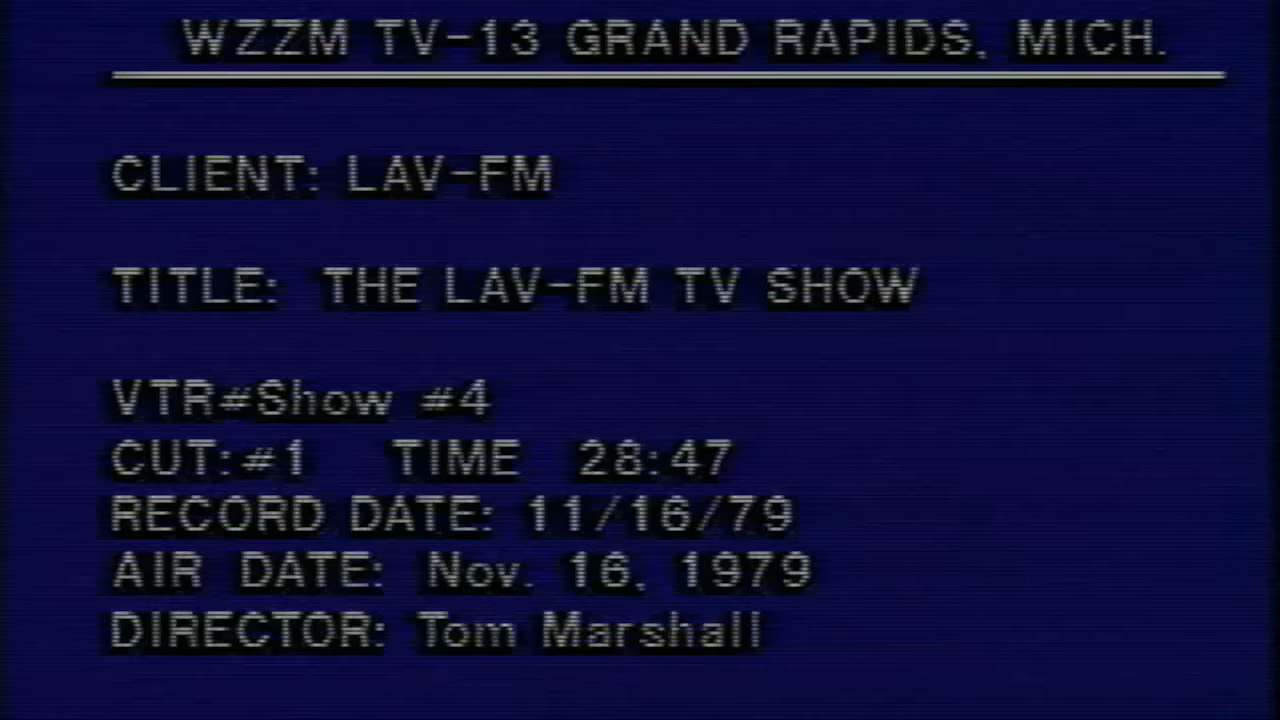 WZZM TV-13 GRAND RAPIDS, MICH.
CLIENT: LAV-FM
TITLE: THE LAV-FM TV SHOW
VTR#Show #4
CUT:#1 TIME 28:47
RECORD DATE: 11/16/79
AIR DATE: Nov. 16, 1979
DIRECTOR: Tom Marshall